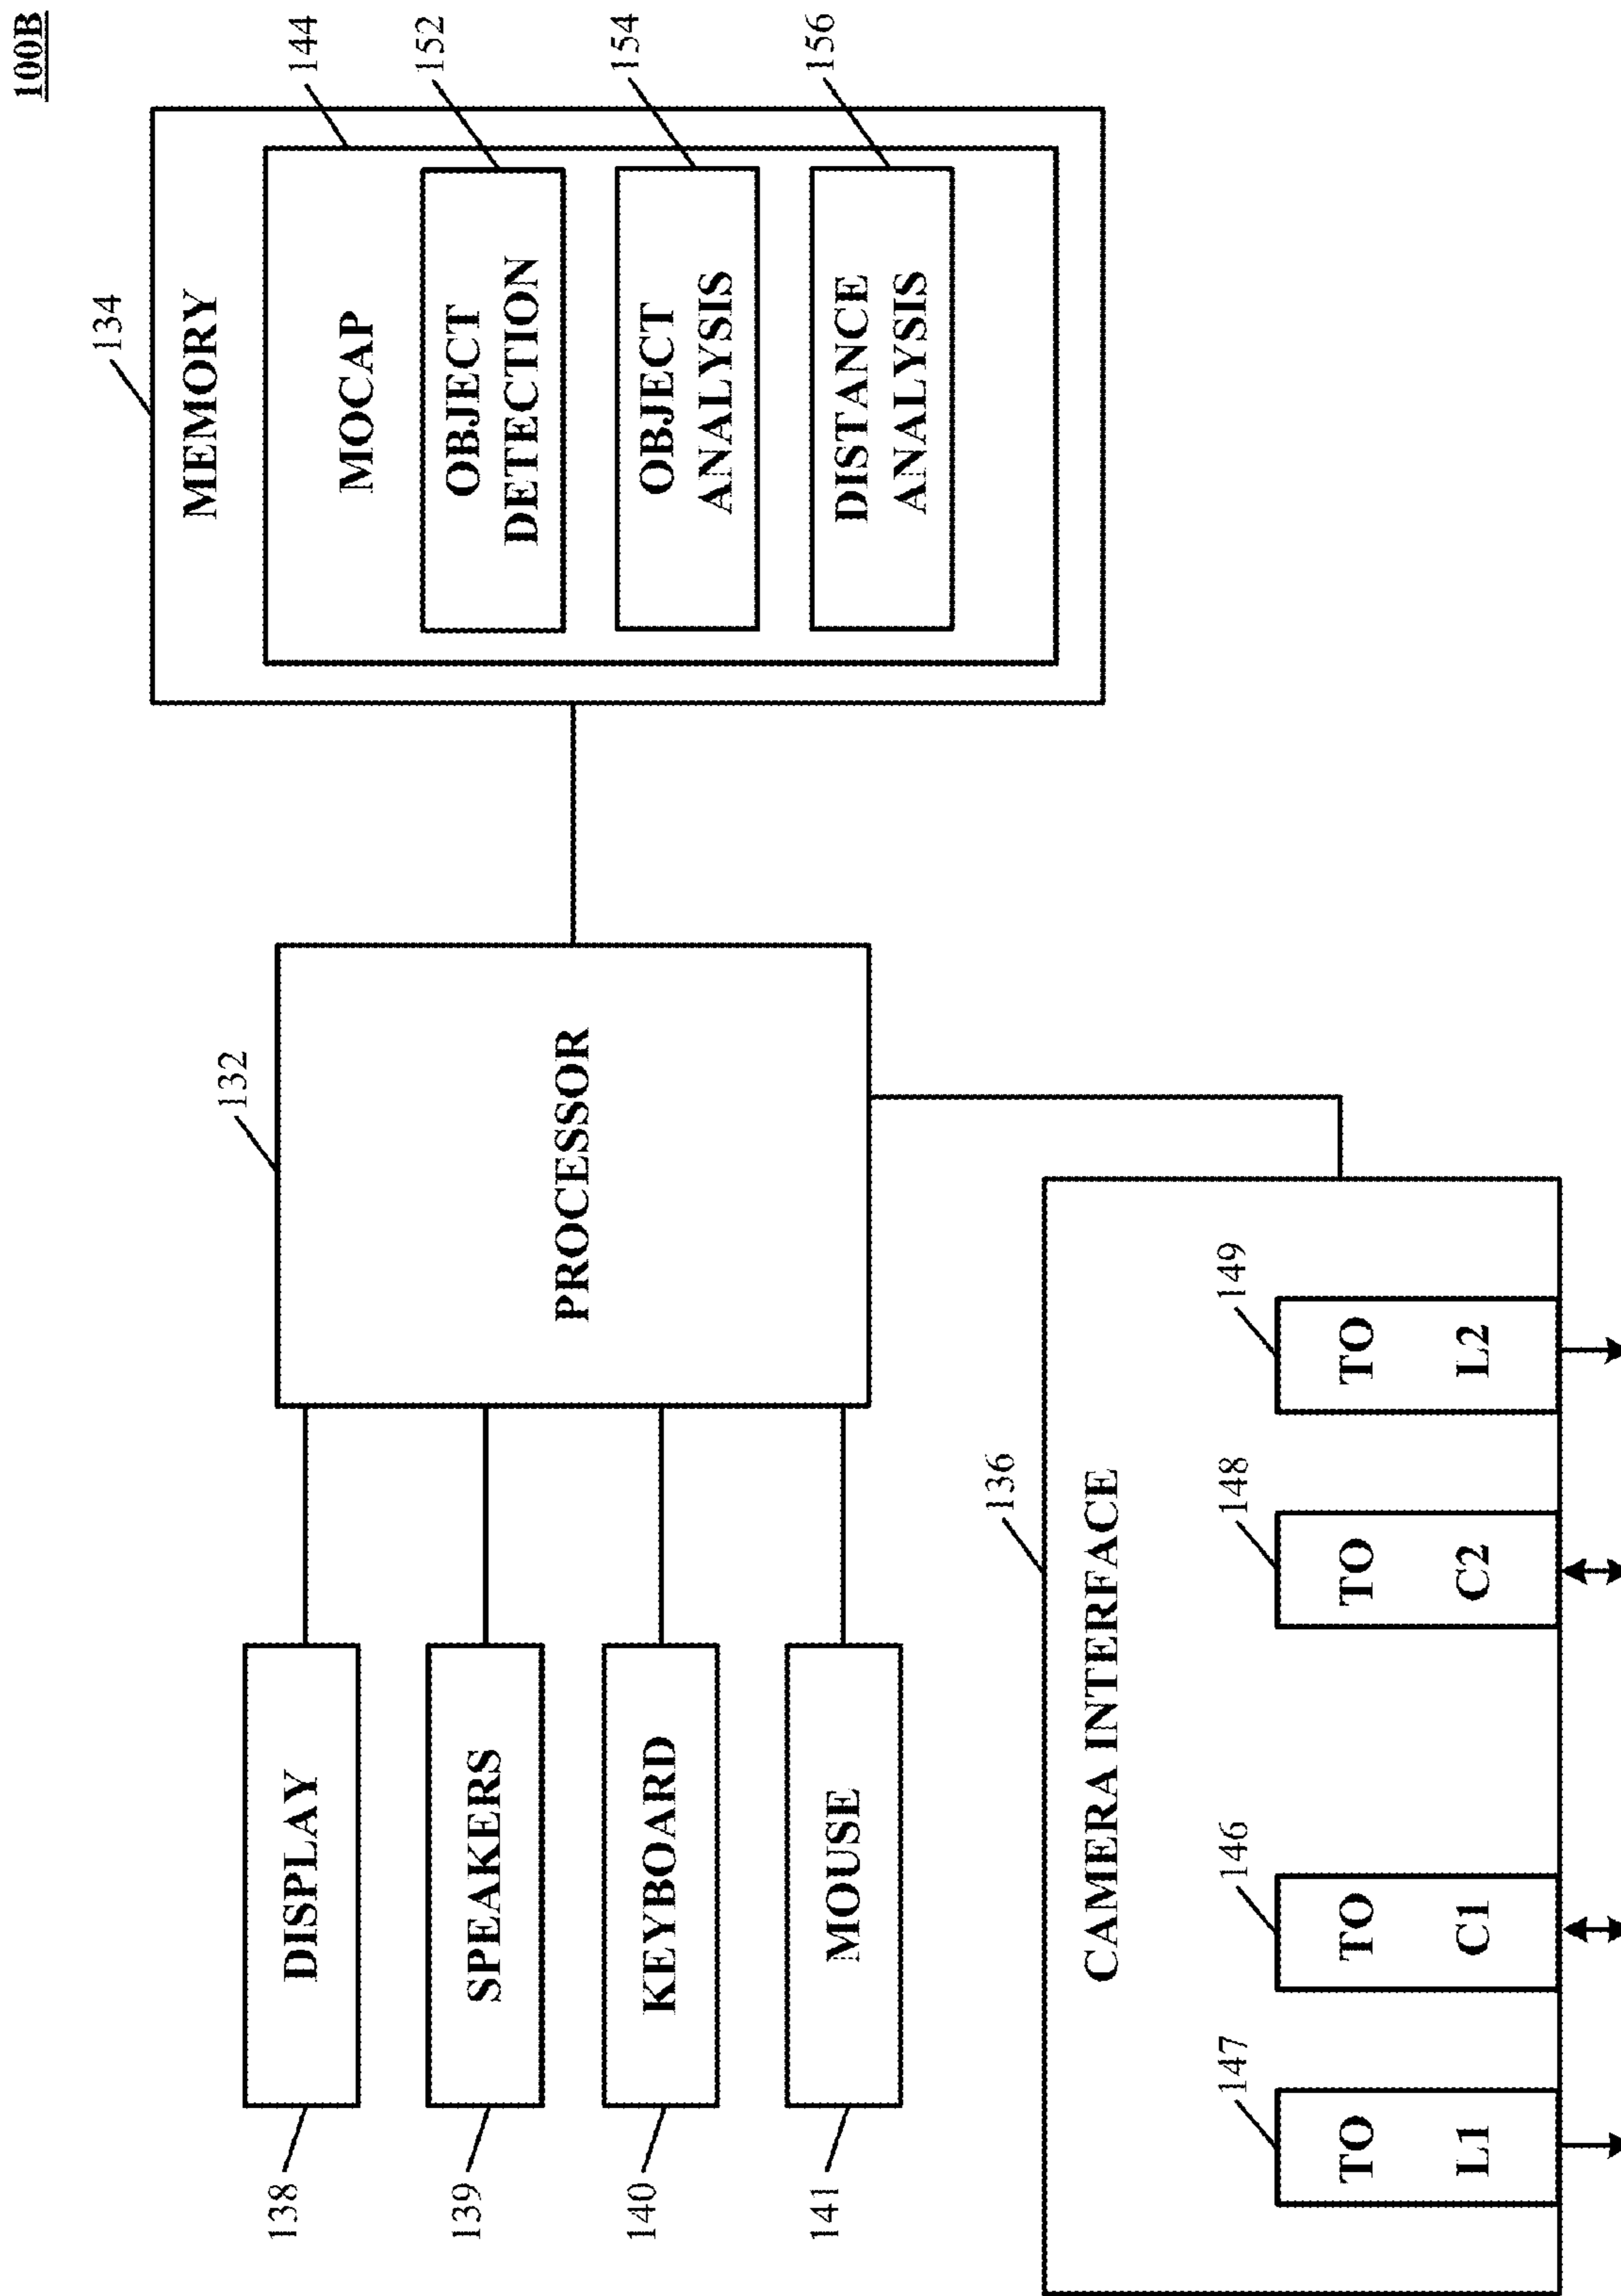 100B
134
MEMORY
144
MOCAP
152
OBJECT
DETECTION
154
OBJECT
ANALYSIS
156
DISTANCE
ANALYSIS
132
PROCESSOR
138
DISPLAY
139
SPEAKERS
140
KEYBOARD
141
MOUSE
136
CAMERA INTERFACE
147
TO
L1
146
TO
C1
148
TO
C2
149
TO
L2